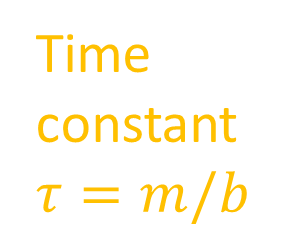 Time
constant
τ = m/b